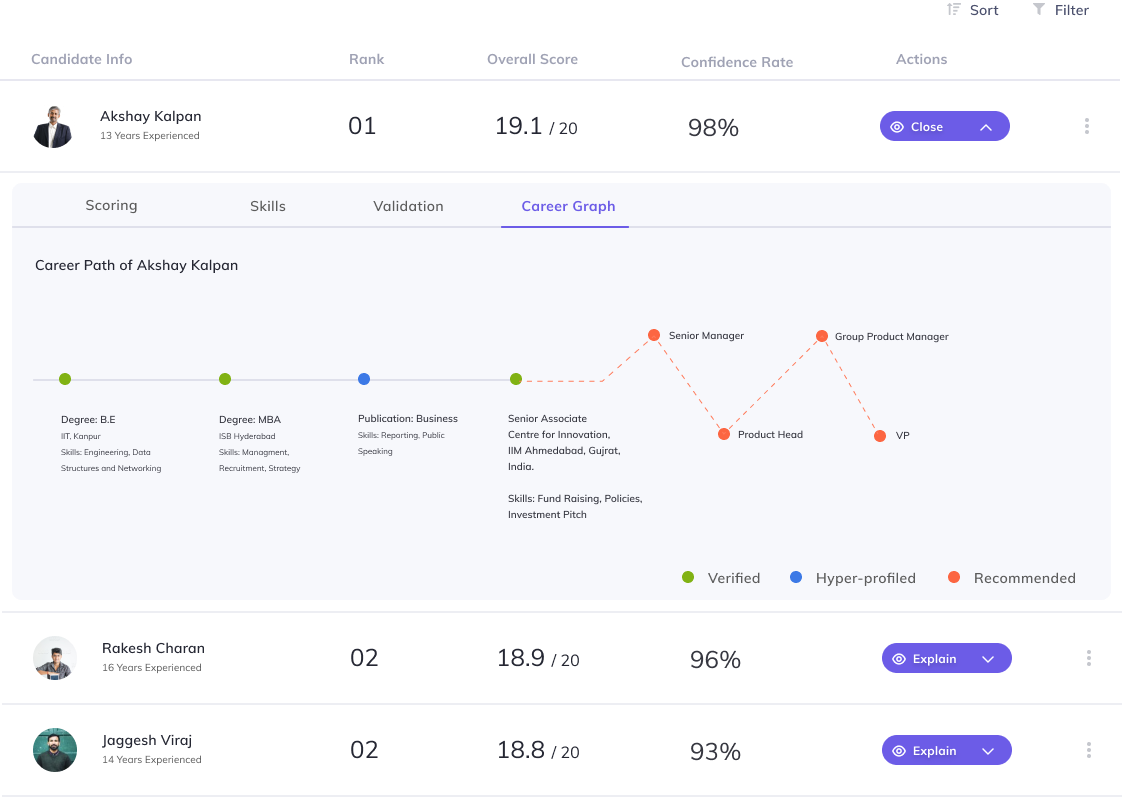 Sort Filter
Candidate Info Rank Overall Score Confidence Rate Actions
Akshay Kalpan
13 Years Experienced
01 19.1 / 20 98% Close
Scoring Skills Validation Career Graph
Career Path of Akshay Kalpan
Senior Manager
Group Product Manager
Product Head
VP
Degree: B.E
IIT, Kanpur
Skills: Engineering, Data
Structures and Networking
Degree: MBA
ISB Hyderabad
Skills: Managment,
Recruitment, Strategy
Publication: Business
Skills: Reporting, Public
Speaking
Senior Associate
Centre for Innovation,
IIM Ahmedabad, Gujrat,
India.
Skills: Fund Raising, Policies,
Investment Pitch
Verified Hyper-profiled Recommended
Rakesh Charan
16 Years Experienced
02 18.9 / 20 96% Explain
Jaggesh Viraj
14 Years Experienced
02 18.8 / 20 93% Explain